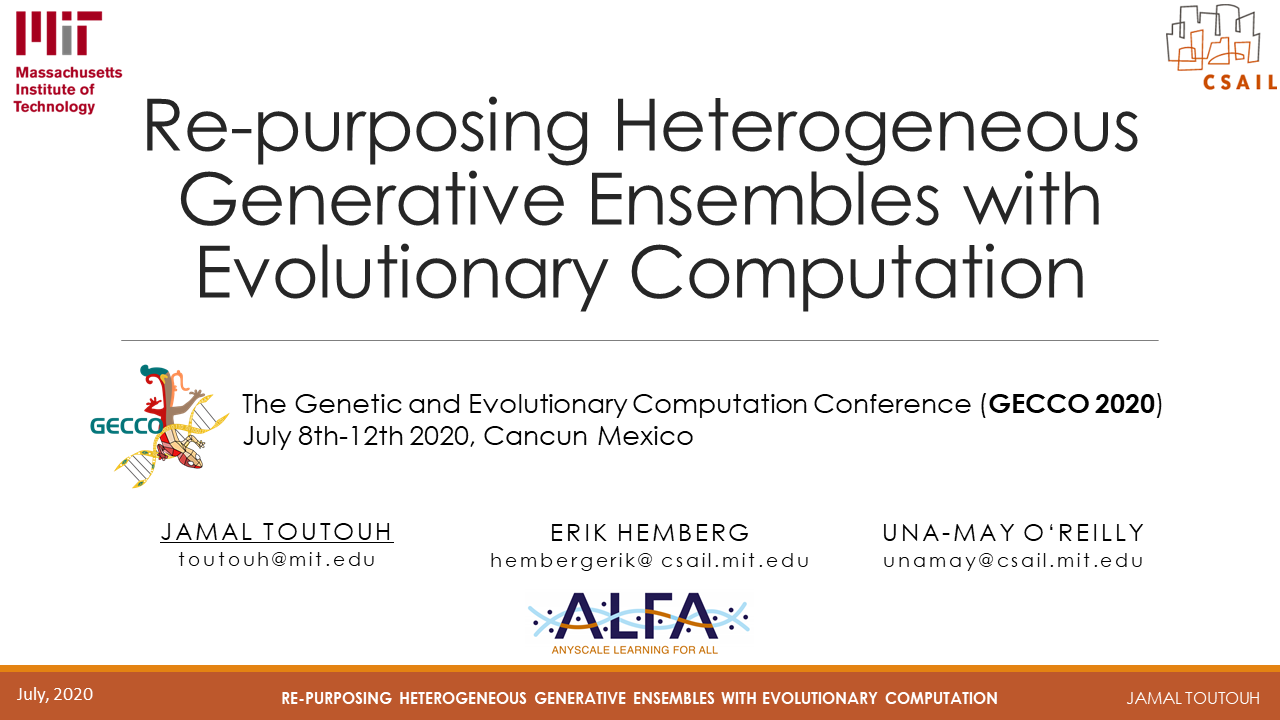 MIT
Massachusetts
Institute of
Technology
CSAIL
Re-purposing Heterogeneous
Generative Ensembles with
Evolutionary Computation
GECCO
The Genetic and Evolutionary Computation Conference (GECCO 2020)
July 8th-12th 2020, Cancun Mexico
JAMAL TOUTOUH
toutouh@mit.edu
ERIK HEMBERG
hembergerik@ csail.mit.edu
UNA-MAY O‘REILLY
unamay@csail.mit.edu
ALFA
ANYSCALE LEARNING FOR ALL
July, 2020
RE-PURPOSING HETEROGENEOUS GENERATIVE ENSEMBLES WITH EVOLUTIONARY COMPUTATION
JAMAL TOUTOUH